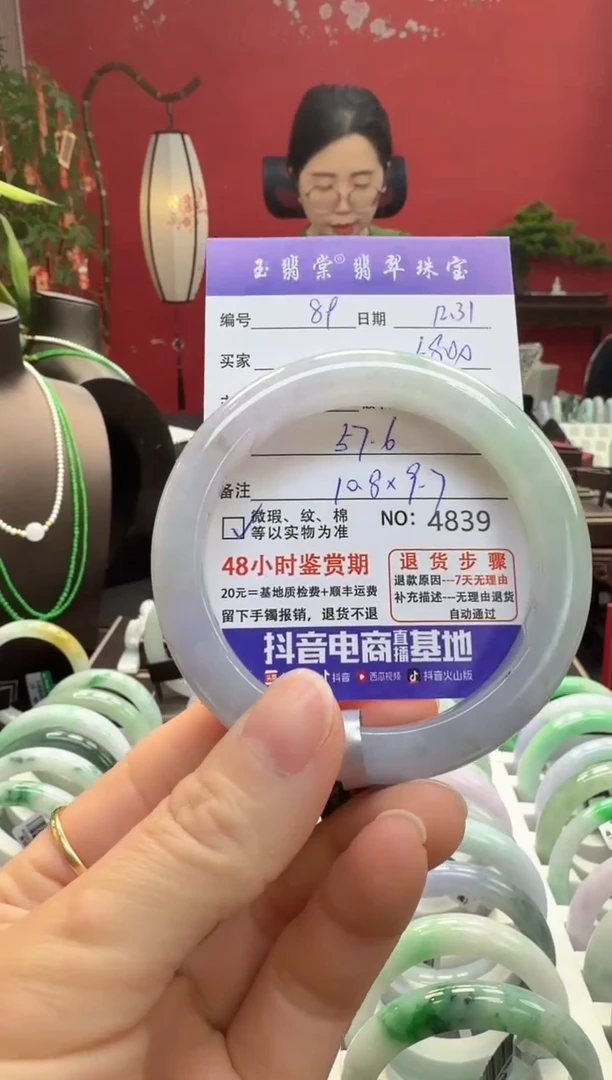 玉翡棠®翡翠珠宝
编号 89 日期 12.31
买家
57.6
备注 10.8×9.7
微瑕、纹、棉
等以实物为准
NO: 4839
48小时鉴赏期
20元=基地质检费+顺丰运费
留下手镯报销，退货不退
退货步骤
退款原因---7天无理由
补充描述---无理由退货
自动通过
抖音电商直播基地
抖音 西瓜视频 抖音火山版